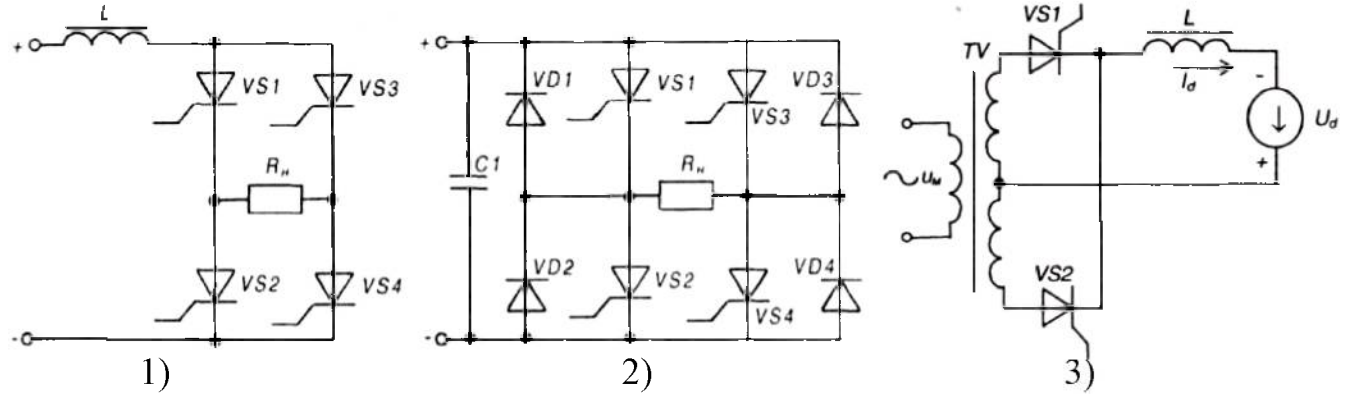 L
+
VS1
VS3
Rн
VS2
VS4
-
1)
+
VD1
VS1
VD3
VS3
C1
Rн
VD2
VS2
VD4
VS4
-
2)
VS1
TV
L
Id
-
Ud
+
~Uм
VS2
3)